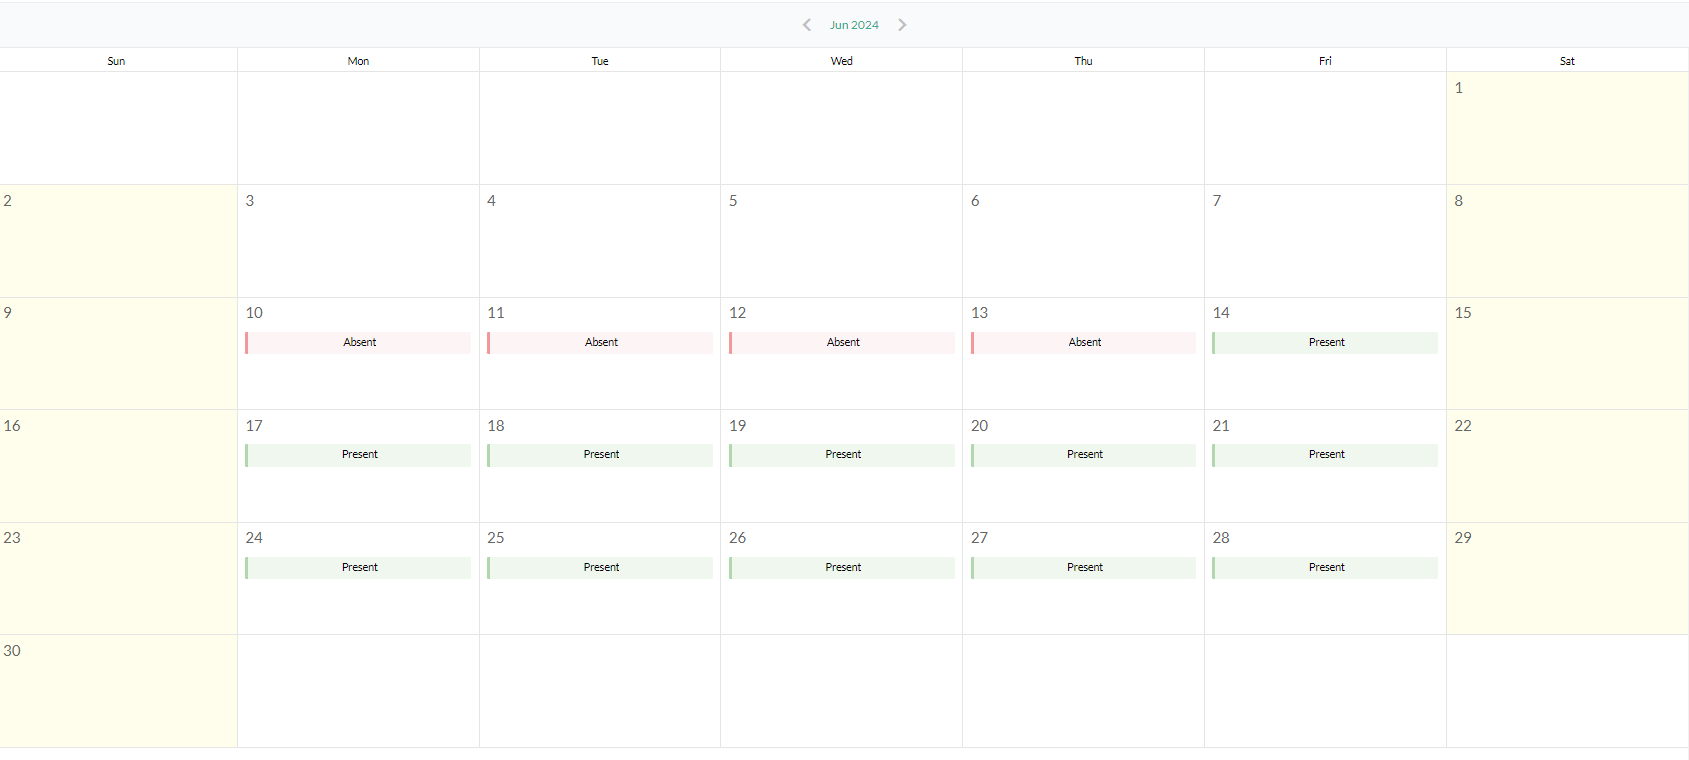 Jun 2024
Sun Mon Tue Wed Thu Fri Sat
1
2 3 4 5 6 7 8
9 10 11 12 13 14 15
Absent Absent Absent Absent Present
16 17 18 19 20 21 22
Present Present Present Present Present
23 24 25 26 27 28 29
Present Present Present Present Present
30